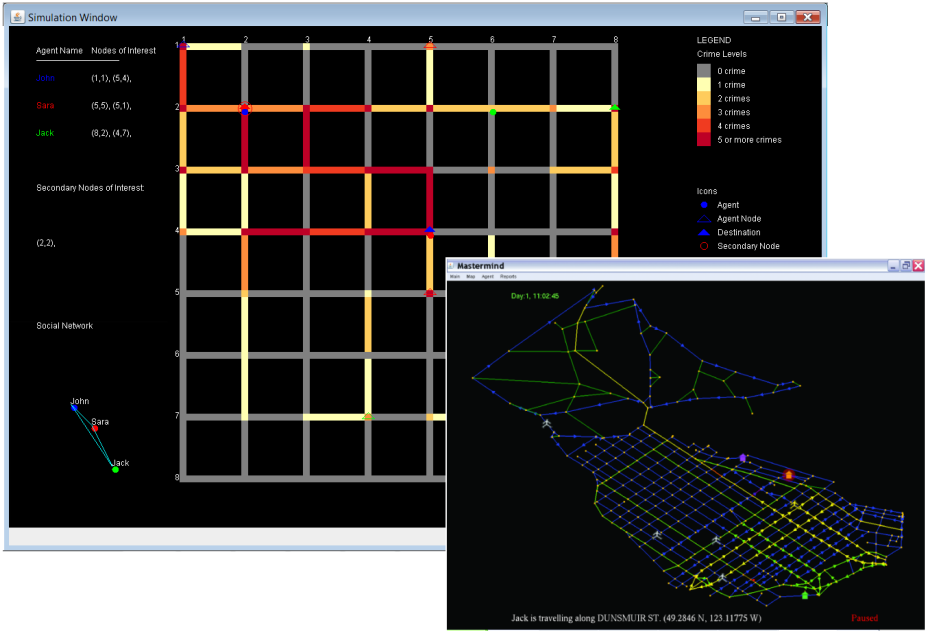 Simulation Window
Agent Name Nodes of Interest
John (1,1), (5,4),
Sara (5,5), (5,1),
Jack (8,2), (4,7),
Secondary Nodes of Interest:
(2,2),
Social Network
John
Sara
Jack
1 2 3 4 5 6 7 8
1
2
3
4
5
6
7
8
LEGEND
Crime Levels
0 crime
1 crime
2 crimes
3 crimes
4 crimes
5 or more crimes
Icons
Agent
Agent Node
Destination
Secondary Node
Mastermind
Main Map Agent Reports
Day:1, 11:02:45
Jack is travelling along DUNSMUIR ST. (49.2846 N, 123.11775 W) Paused